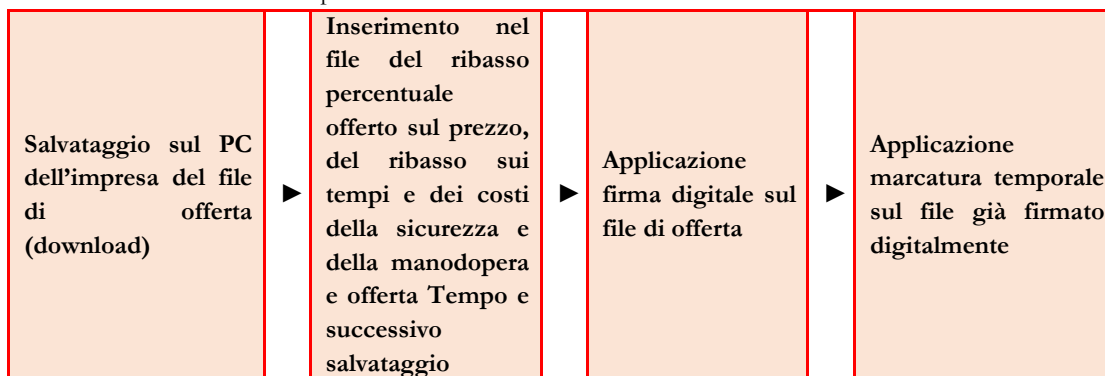 Salvataggio sul PC
dell'impresa del file
di offerta
(download)
►
Inserimento nel
file del ribasso
percentuale
offerto sul prezzo,
del ribasso sui
tempi e dei costi
della sicurezza e
della manodopera
e offerta Tempo e
successivo
salvataggio
►
Applicazione
firma digitale sul
file di offerta
►
Applicazione
marcatura temporale
sul file già firmato
digitalmente